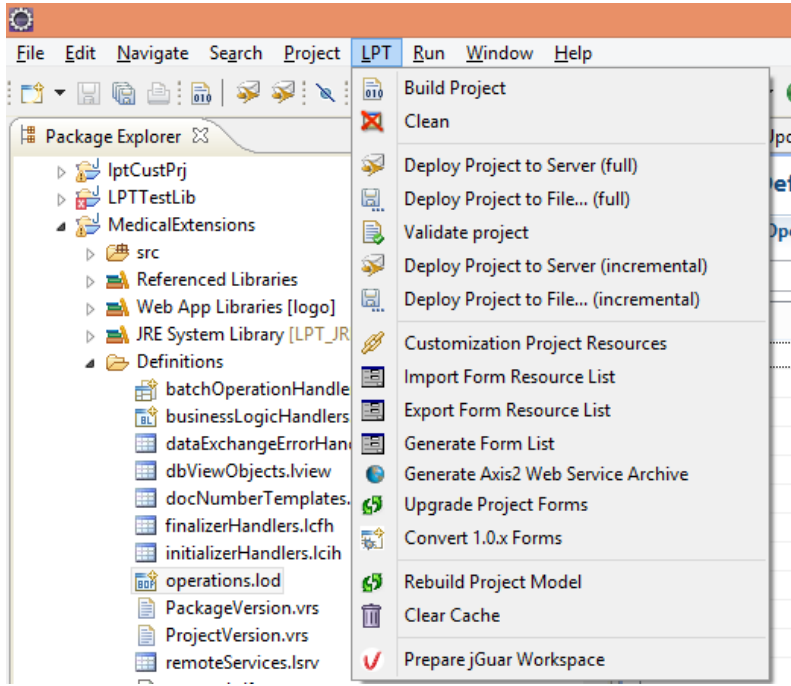 File Edit Navigate Search Project LPT Run Window Help
Package Explorer
lptCustPrj
LPTTestLib
MedicalExtensions
src
Referenced Libraries
Web App Libraries [logo]
JRE System Library [LPT_JR
Definitions
batchOperationHandle
businessLogicHandlers
dataExchangeErrorHan
dbViewObjects.lview
docNumberTemplates.
finalizerHandlers.lcfh
initializerHandlers.lcih
operations.lod
PackageVersion.vrs
ProjectVersion.vrs
remoteServices.lsrv
Build Project
Clean
Deploy Project to Server (full)
Deploy Project to File... (full)
Validate project
Deploy Project to Server (incremental)
Deploy Project to File... (incremental)
Customization Project Resources
Import Form Resource List
Export Form Resource List
Generate Form List
Generate Axis2 Web Service Archive
Upgrade Project Forms
Convert 1.0.x Forms
Rebuild Project Model
Clear Cache
Prepare jGuar Workspace